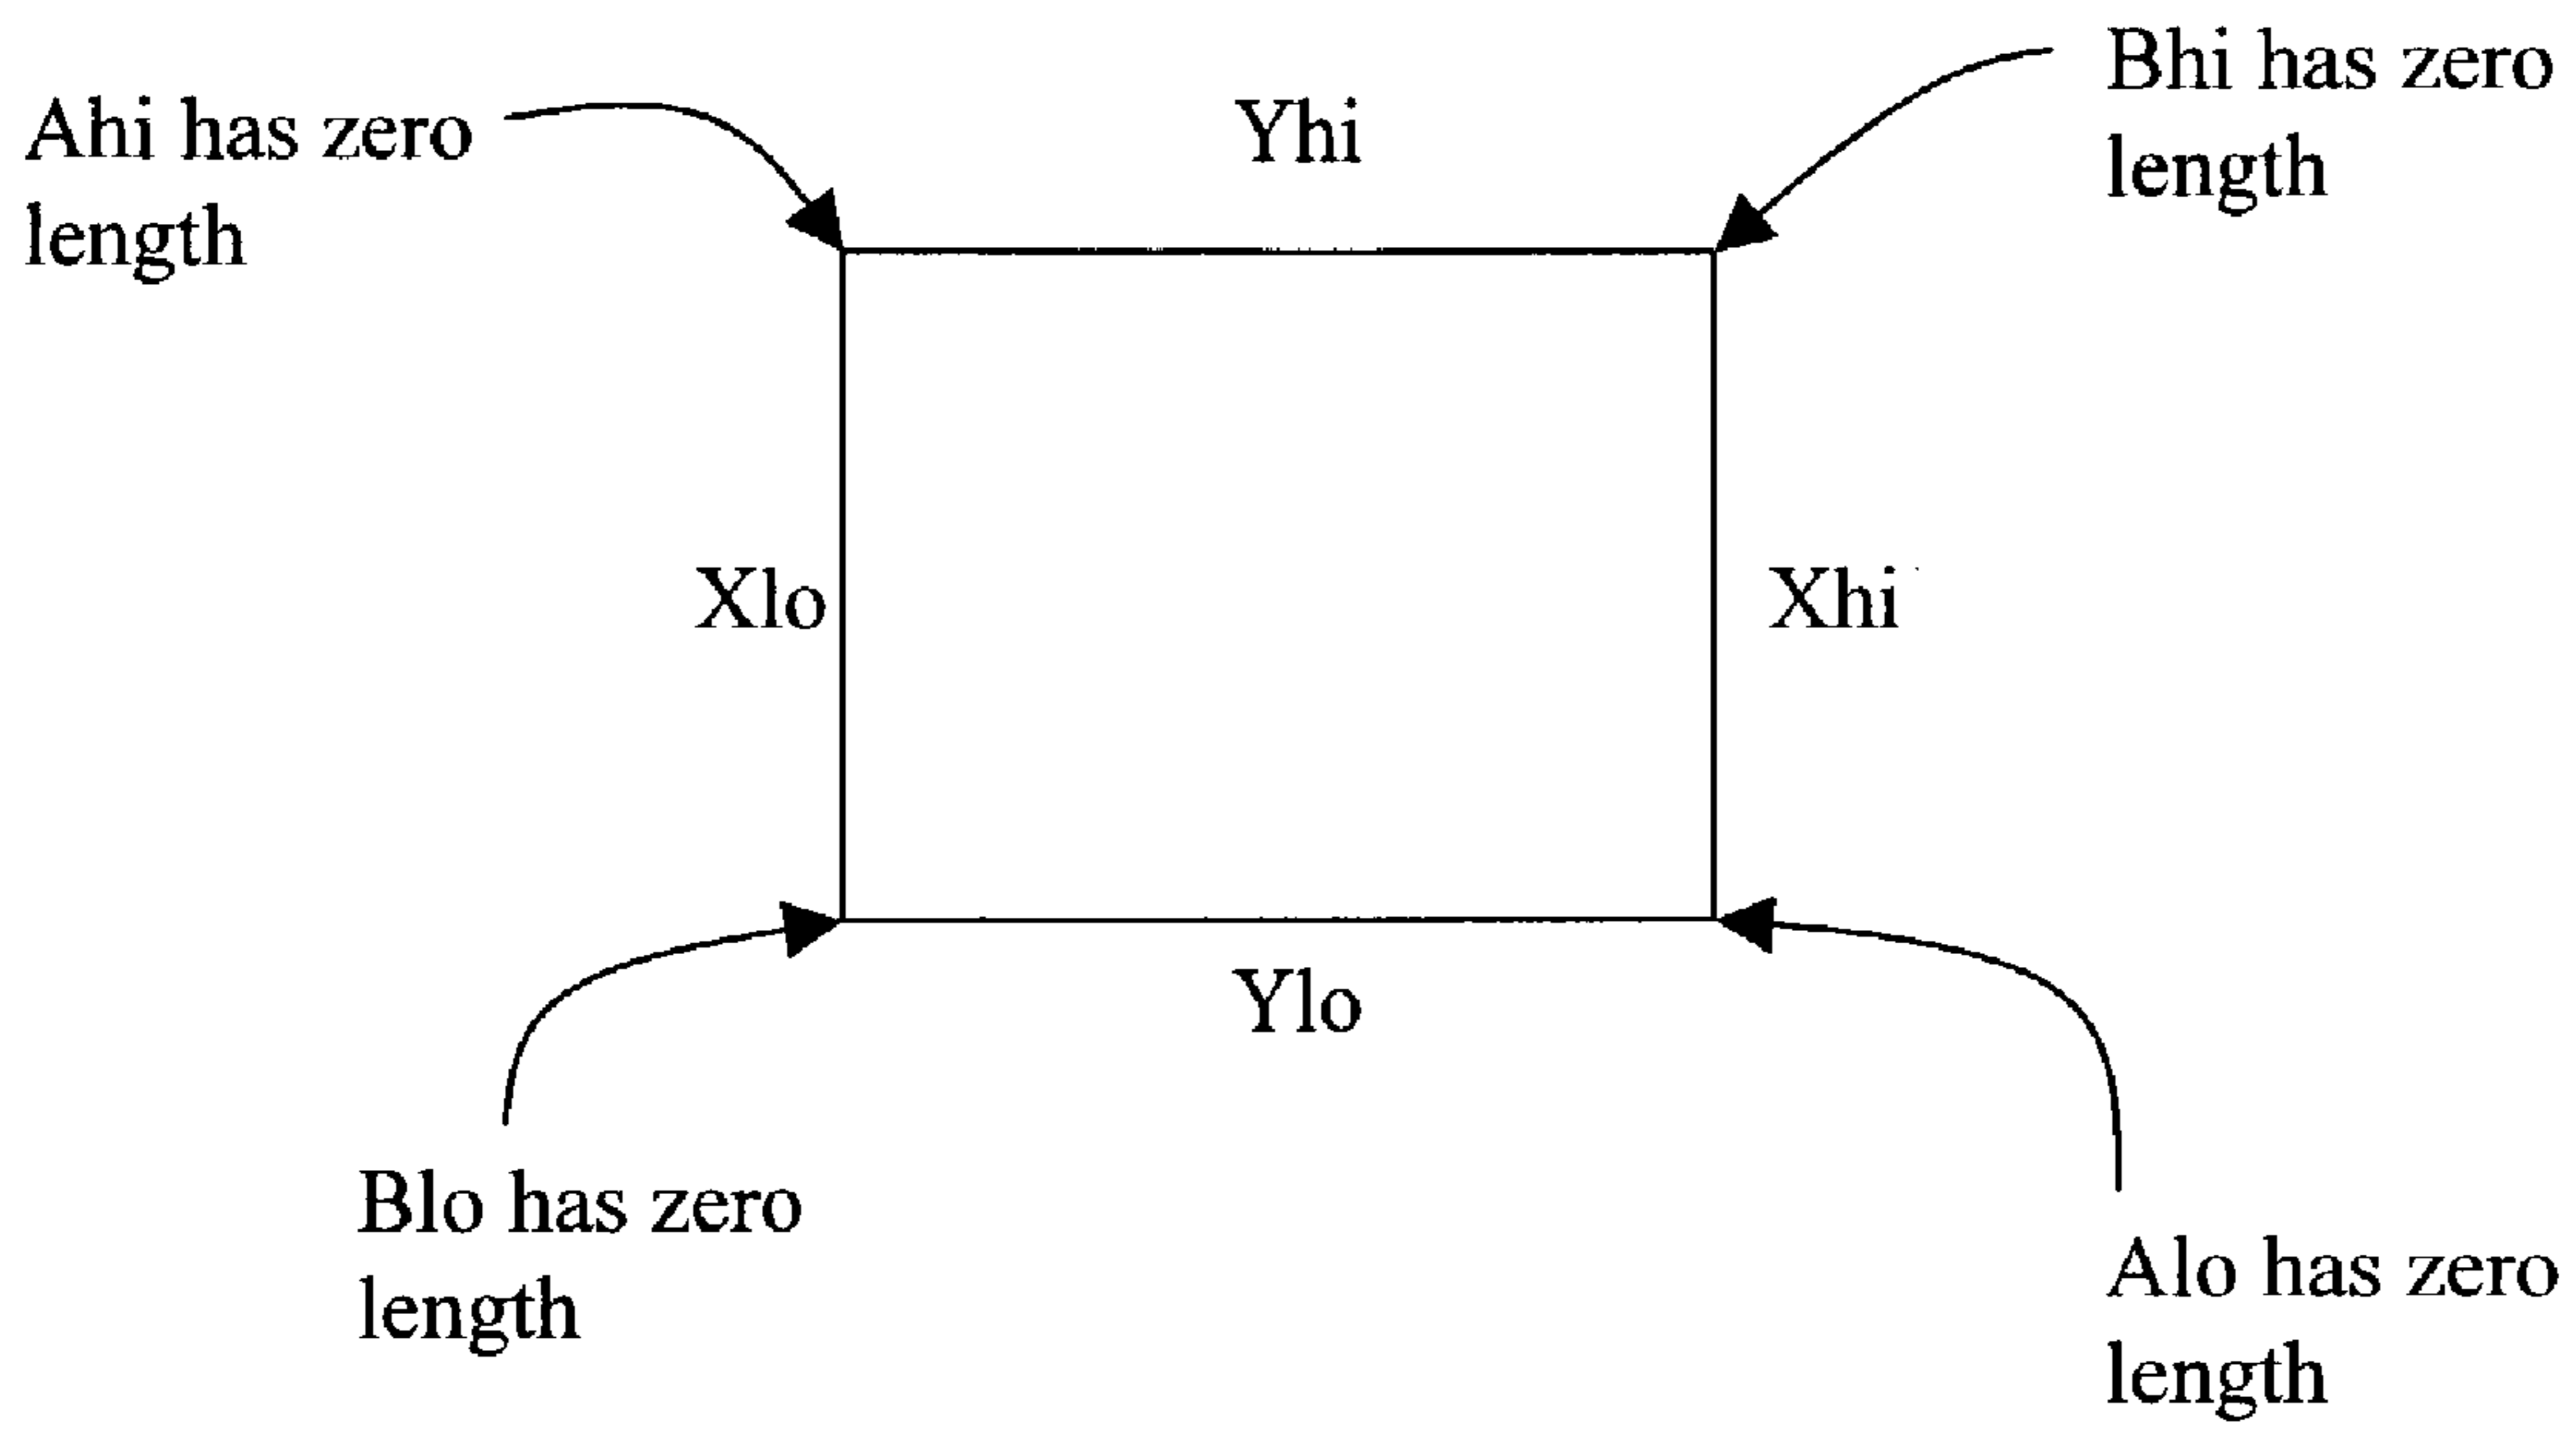 Ahi has zero
length
Yhi
Bhi has zero
length
Xlo
Xhi
Ylo
Blo has zero
length
Alo has zero
length